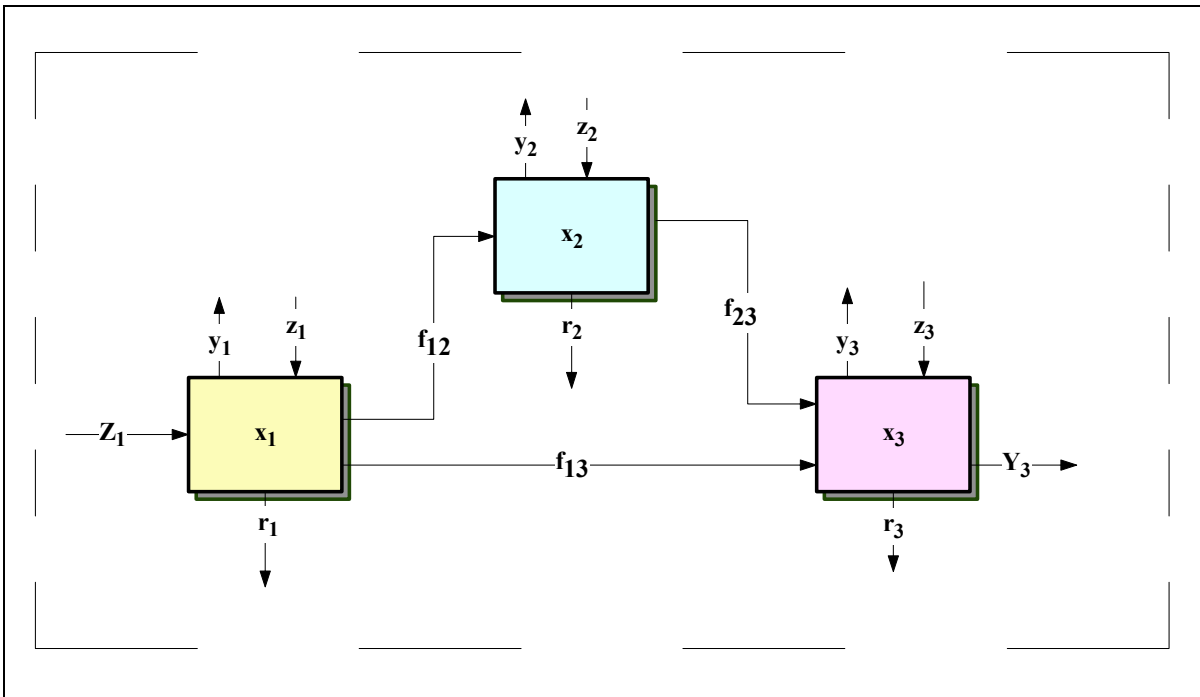 y₂
z₂
x₂
r₂
f₁₂
f₂₃
y₁
z₁
Z₁
x₁
r₁
f₁₃
y₃
z₃
x₃
Y₃
r₃